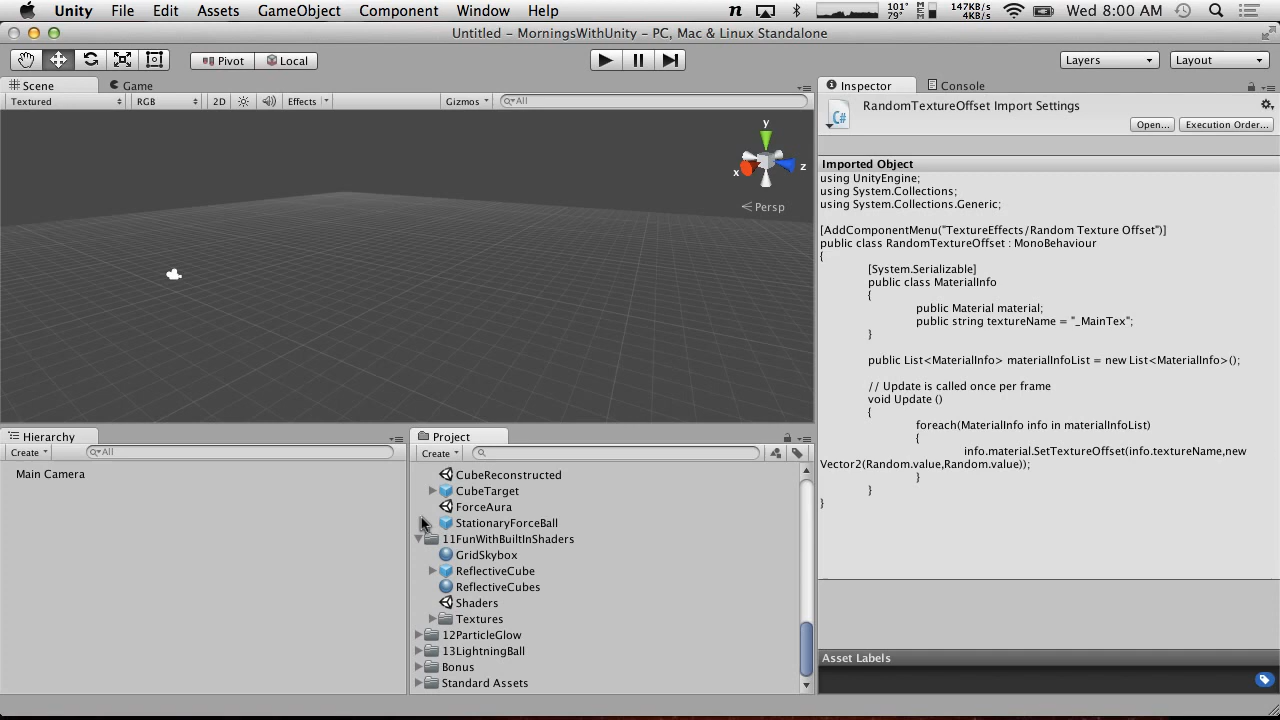 Unity File Edit Assets GameObject Component Window Help
101° 79° 147KB/s 4KB/s Wed 8:00 AM
Untitled - MorningsWithUnity - PC, Mac & Linux Standalone
Pivot Local Layers Layout
Scene Game
Textured RGB 2D Effects Gizmos All
y
x
z
Persp
Inspector Console
RandomTextureOffset Import Settings
C#
Open... Execution Order...
Imported Object
using UnityEngine;
using System.Collections;
using System.Collections.Generic;
[AddComponentMenu("TextureEffects/Random Texture Offset")]
public class RandomTextureOffset : MonoBehaviour
{
[System.Serializable]
public class MaterialInfo
{
public Material material;
public string textureName = "_MainTex";
}
public List<MaterialInfo> materialInfoList = new List<MaterialInfo>();
// Update is called once per frame
void Update ()
{
foreach(MaterialInfo info in materialInfoList)
{
info.material.SetTextureOffset(info.textureName,new
Vector2(Random.value,Random.value));
}
}
}
Asset Labels
Hierarchy
Create All
Main Camera
Project
Create
CubeReconstructed
CubeTarget
ForceAura
StationaryForceBall
11FunWithBuiltInShaders
GridSkybox
ReflectiveCube
ReflectiveCubes
Shaders
Textures
12ParticleGlow
13LightningBall
Bonus
Standard Assets